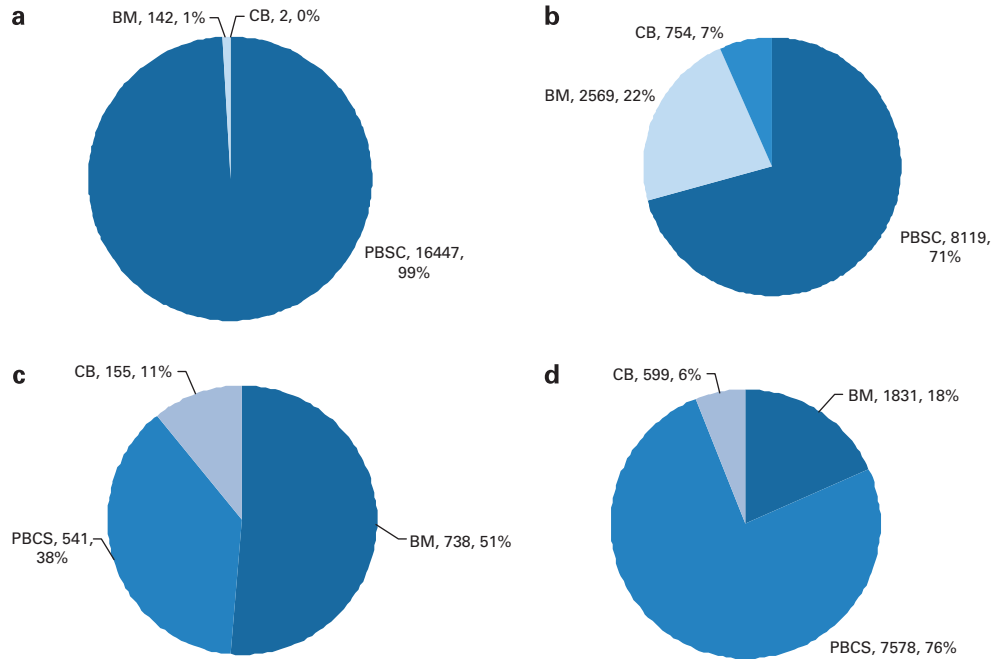 a
BM, 142, 1%
CB, 2, 0%
PBSC, 16447,
99%
b
CB, 754, 7%
BM, 2569, 22%
PBSC, 8119,
71%
c
CB, 155, 11%
PBCS, 541,
38%
BM, 738, 51%
d
CB, 599, 6%
BM, 1831, 18%
PBCS, 7578, 76%